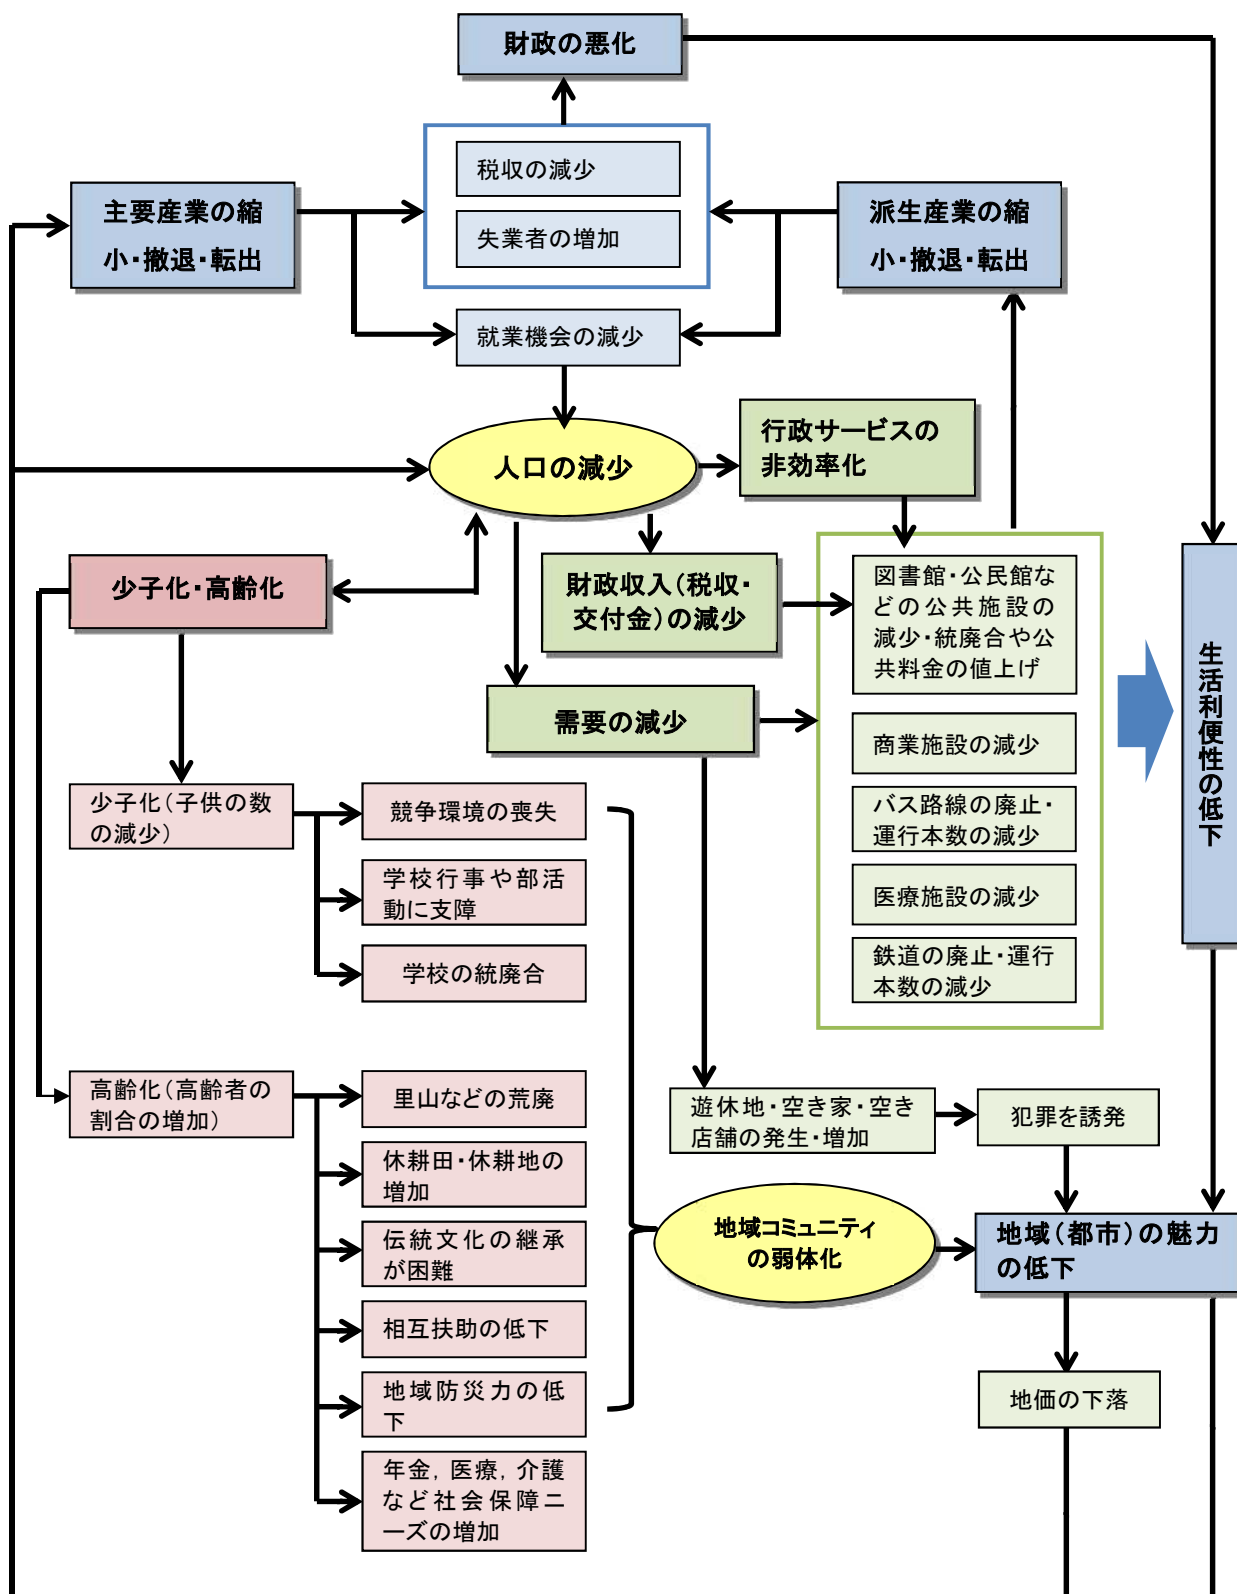 財政の悪化
税収の減少
失業者の増加
主要産業の縮
小・撤退・転出
派生産業の縮
小・撤退・転出
就業機会の減少
人口の減少
行政サービスの
非効率化
少子化・高齢化
財政収入（税収・
交付金）の減少
図書館・公民館な
どの公共施設の
減少・統廃合や公
共料金の値上げ
需要の減少
商業施設の減少
バス路線の廃止・
運行本数の減少
医療施設の減少
鉄道の廃止・運行
本数の減少
生活利便性の低下
少子化（子供の数
の減少）
競争環境の喪失
学校行事や部活
動に支障
学校の統廃合
高齢化（高齢者の
割合の増加）
里山などの荒廃
休耕田・休耕地の
増加
伝統文化の継承
が困難
相互扶助の低下
地域防災力の低
下
年金，医療，介護
など社会保障ニ
ーズの増加
遊休地・空き家・空き
店舗の発生・増加
犯罪を誘発
地域コミュニティ
の弱体化
地域（都市）の魅力
の低下
地価の下落